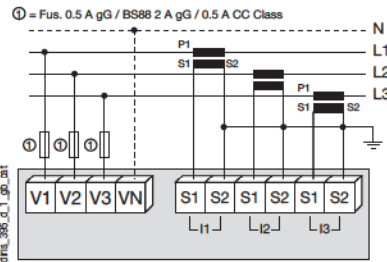 ① = Fus. 0.5 A gG / BS88 2 A gG / 0.5 A CC Class
N
P1 L1
S1 S2 L2
P1 L3
S1 S2
① ① ①
V1 V2 V3 VN S1 S2 S1 S2 S1 S2
I1 I2 I3